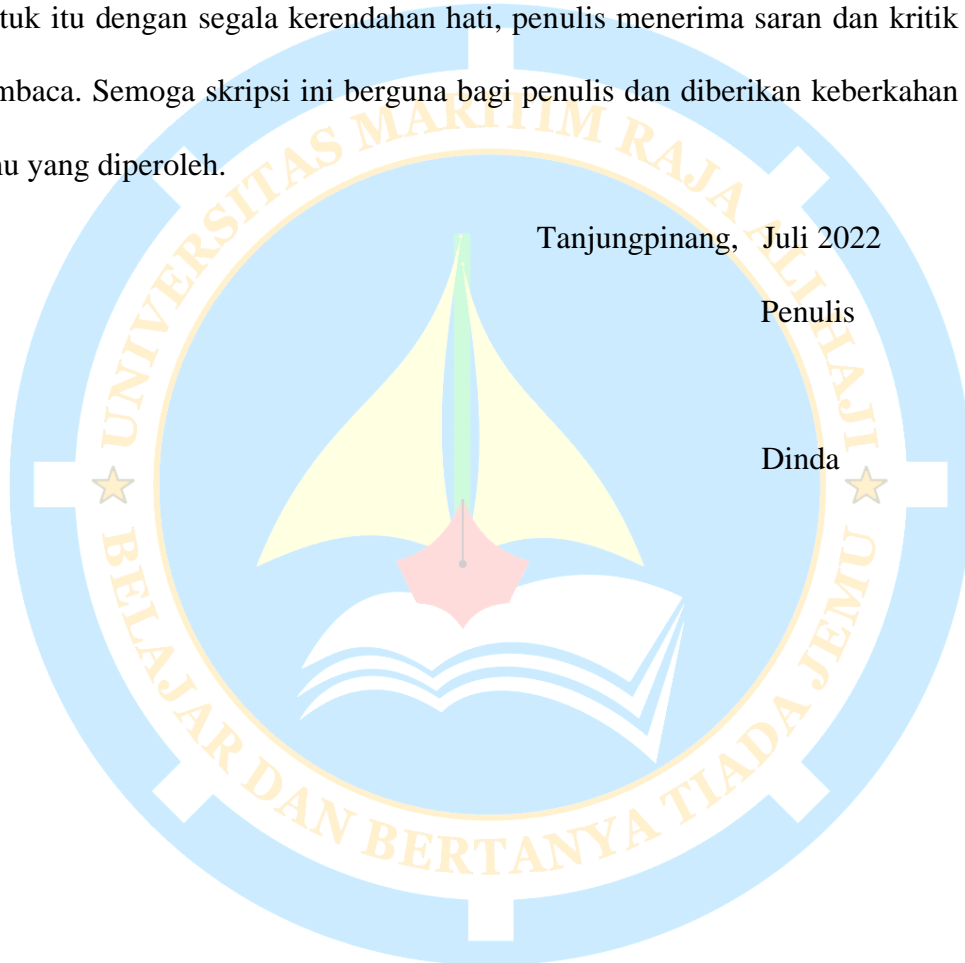 tuk itu dengan segala kerendahan hati, penulis menerima saran dan kritik
mbaca. Semoga skripsi ini berguna bagi penulis dan diberikan keberkahan
u yang diperoleh.
Tanjungpinang, Juli 2022
Penulis
Dinda
UNIVERSITAS MARITIM RAJA ALI HAJI
BELAJAR DAN BERTANYA TIADA JEMU